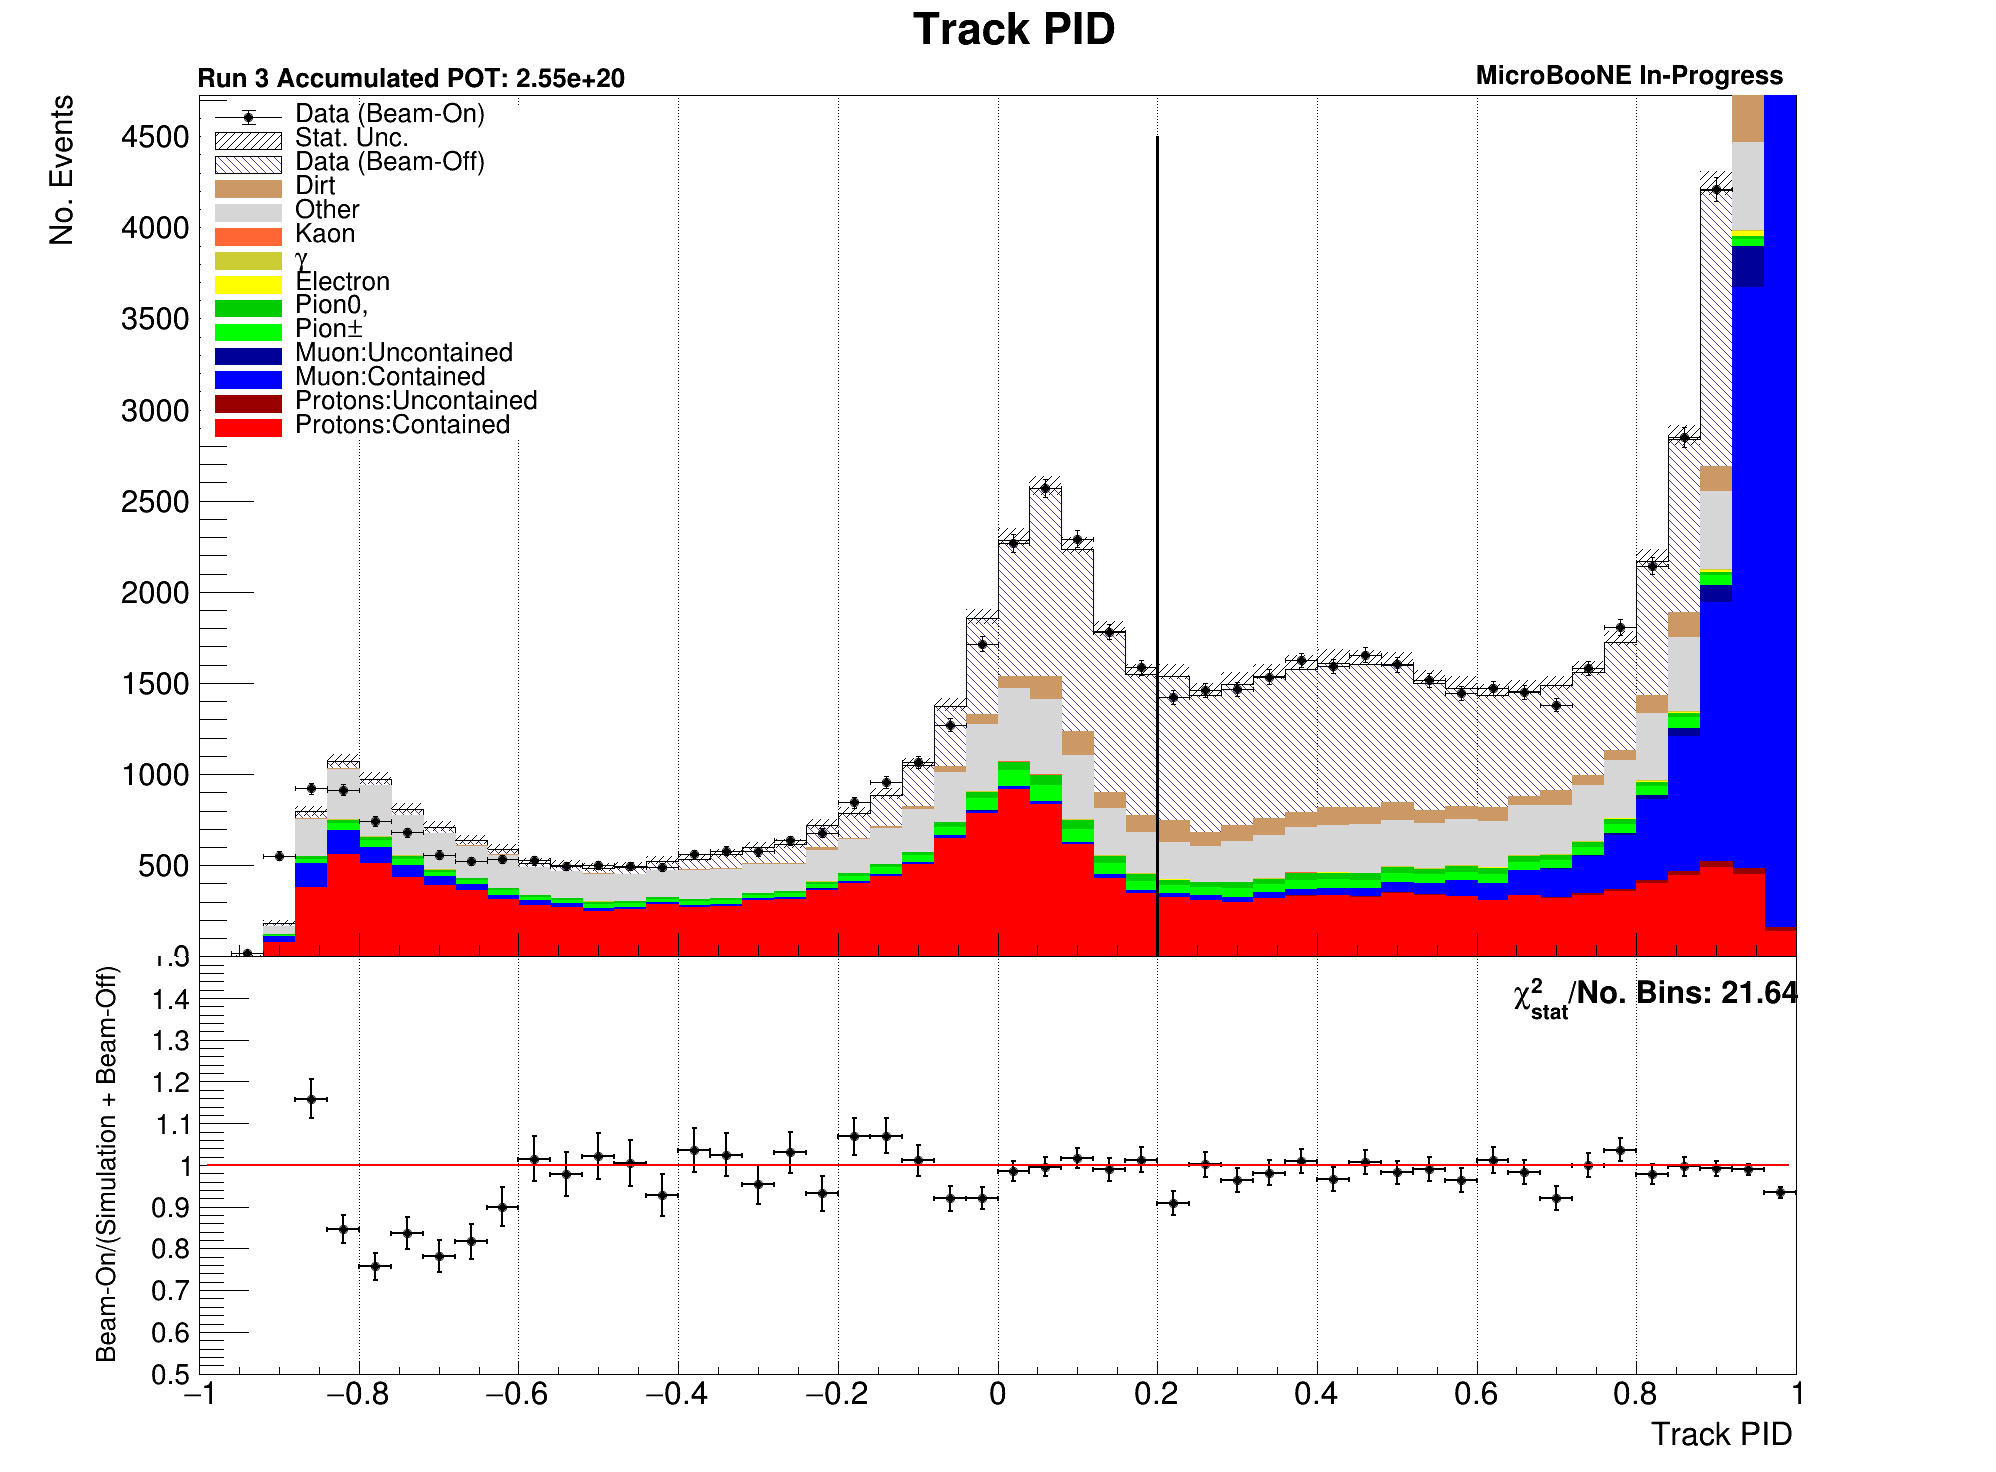 Track PID
Run 3 Accumulated POT: 2.55e+20
MicroBooNE In-Progress
No. Events
4500
4000
3500
3000
2500
2000
1500
1000
500
0
Data (Beam-On)
Stat. Unc.
Data (Beam-Off)
Dirt
Other
Kaon
γ
Electron
Pion0,
Pion±
Muon:Uncontained
Muon:Contained
Protons:Uncontained
Protons:Contained
Beam-On/(Simulation + Beam-Off)
χ²stat/No. Bins: 21.64
1.5
1.4
1.3
1.2
1.1
1
0.9
0.8
0.7
0.6
0.5
−1 −0.8 −0.6 −0.4 −0.2 0 0.2 0.4 0.6 0.8 1
Track PID